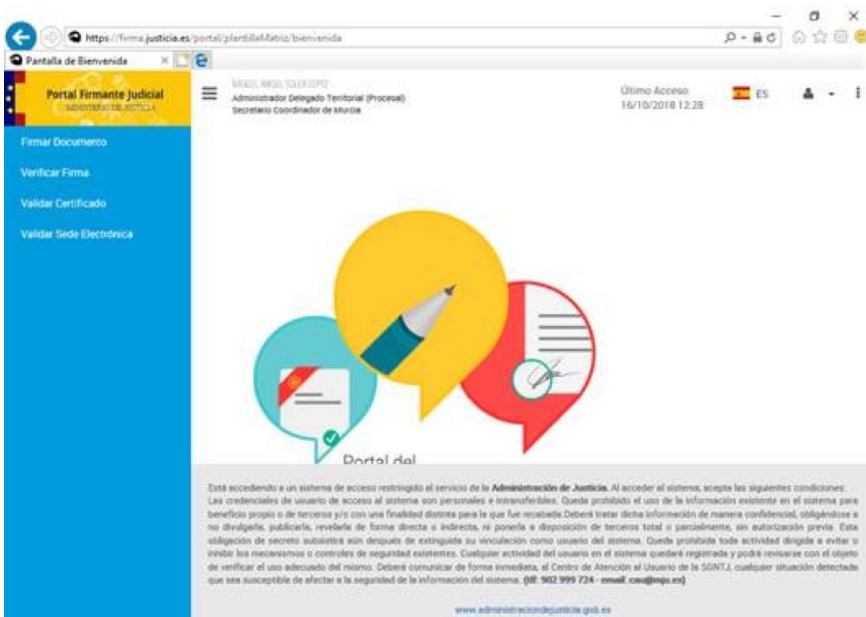 https://firma.justicia.es/portal/plantillaMatriz/bienvenida
Pantalla de Bienvenida
Portal Firmante Judicial
MINISTERIO DE JUSTICIA
Administrador Delegado Territorial (Procesal)
Secretario Coordinador de Murcia
Último Acceso
16/10/2018 12:28
ES
Firmar Documento
Verificar Firma
Validar Certificado
Validar Sede Electrónica
Portal del
Está accediendo a un sistema de acceso restringido al servicio de la Administración de Justicia. Al acceder al sistema, acepta las siguientes condiciones:
Las credenciales de usuario de acceso al sistema son personales e intransferibles. Queda prohibido el uso de la información existente en el sistema para
beneficio propio o de terceros y/o con una finalidad distinta para la que fue recabada.Deberá tratar dicha información de manera confidencial, obligándose a
no divulgarla, publicarla, revelarla de forma directa o indirecta, ni ponerla a disposición de terceros total o parcialmente, sin autorización previa. Esta
obligación de secreto subsistirá aún después de extinguida su vinculación como usuario del sistema. Queda prohibida toda actividad dirigida a evitar o
inhibir los mecanismos o controles de seguridad existentes. Cualquier actividad del usuario en el sistema quedará registrada y podrá revisarse con el objeto
de verificar el uso adecuado del mismo. Deberá comunicar de forma inmediata, al Centro de Atención al Usuario de la SGNTJ, cualquier situación detectada
que sea susceptible de afectar a la seguridad de la información del sistema. (tlf: 902 999 724 - email: cau@mju.es)
www.administraciondejusticia.gob.es